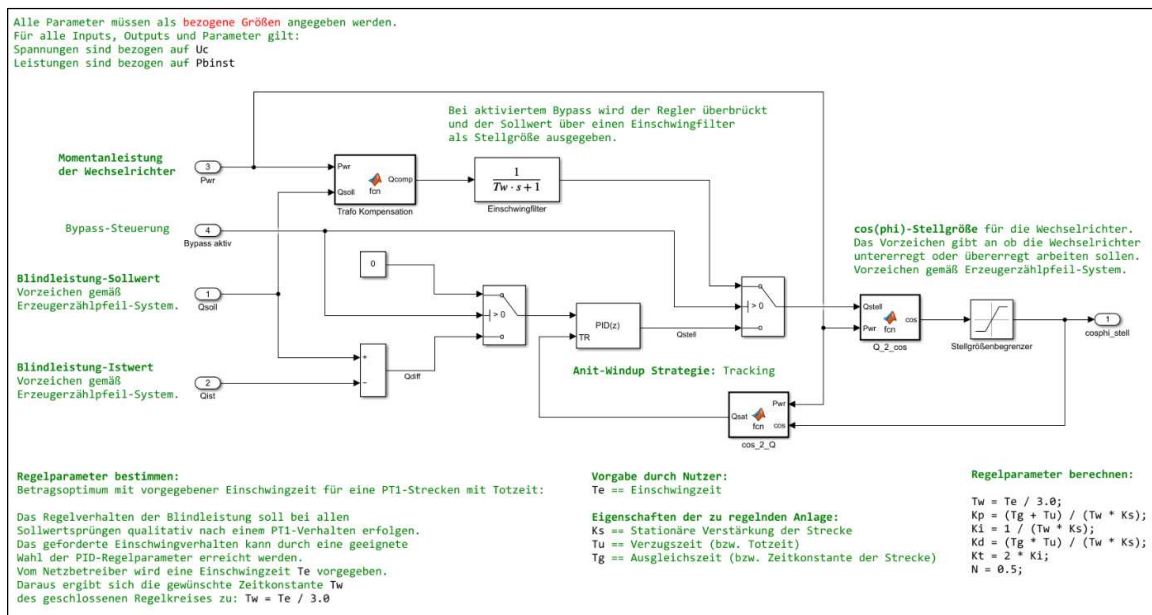 Alle Parameter müssen als bezogene Größen angegeben werden.
Für alle Inputs, Outputs und Parameter gilt:
Spannungen sind bezogen auf Uc
Leistungen sind bezogen auf Pbinst
Bei aktiviertem Bypass wird der Regler überbrückt
und der Sollwert über einen Einschwingfilter
als Stellgröße ausgegeben.
Momentanleistung
der Wechselrichter
3
Pwr
Pwr
Qsoll
fcn
Qcomp
Trafo Kompensation
1
Tw · s + 1
Einschwingfilter
Bypass-Steuerung
4
Bypass aktiv
cos(phi)-Stellgröße für die Wechselrichter.
Das Vorzeichen gibt an ob die Wechselrichter
untererregt oder übererregt arbeiten sollen.
Vorzeichen gemäß Erzeugerzählpfeil-System.
0
Blindleistung-Sollwert
Vorzeichen gemäß
Erzeugerzählpfeil-System.
1
Qsoll
> 0
PID(z)
TR
Qstell
> 0
Qstell
Pwr
fcn
cos
Q_2_cos
Stellgrößenbegrenzer
1
cosphi_stell
Blindleistung-Istwert
Vorzeichen gemäß
Erzeugerzählpfeil-System.
2
Qist
+
−
Qdiff
Anit-Windup Strategie: Tracking
Qsat
fcn
Pwr
cos
cos_2_Q
Regelparameter bestimmen:
Betragsoptimum mit vorgegebener Einschwingzeit für eine PT1-Strecken mit Totzeit:
Das Regelverhalten der Blindleistung soll bei allen
Sollwertsprüngen qualitativ nach einem PT1-Verhalten erfolgen.
Das geforderte Einschwingverhalten kann durch eine geeignete
Wahl der PID-Regelparameter erreicht werden.
Vom Netzbetreiber wird eine Einschwingzeit Te vorgegeben.
Daraus ergibt sich die gewünschte Zeitkonstante Tw
des geschlossenen Regelkreises zu: Tw = Te / 3.0
Vorgabe durch Nutzer:
Te == Einschwingzeit
Eigenschaften der zu regelnden Anlage:
Ks == Stationäre Verstärkung der Strecke
Tu == Verzugszeit (bzw. Totzeit)
Tg == Ausgleichszeit (bzw. Zeitkonstante der Strecke)
Regelparameter berechnen:
Tw = Te / 3.0;
Kp = (Tg + Tu) / (Tw * Ks);
Ki = 1 / (Tw * Ks);
Kd = (Tg * Tu) / (Tw * Ks);
Kt = 2 * Ki;
N = 0.5;